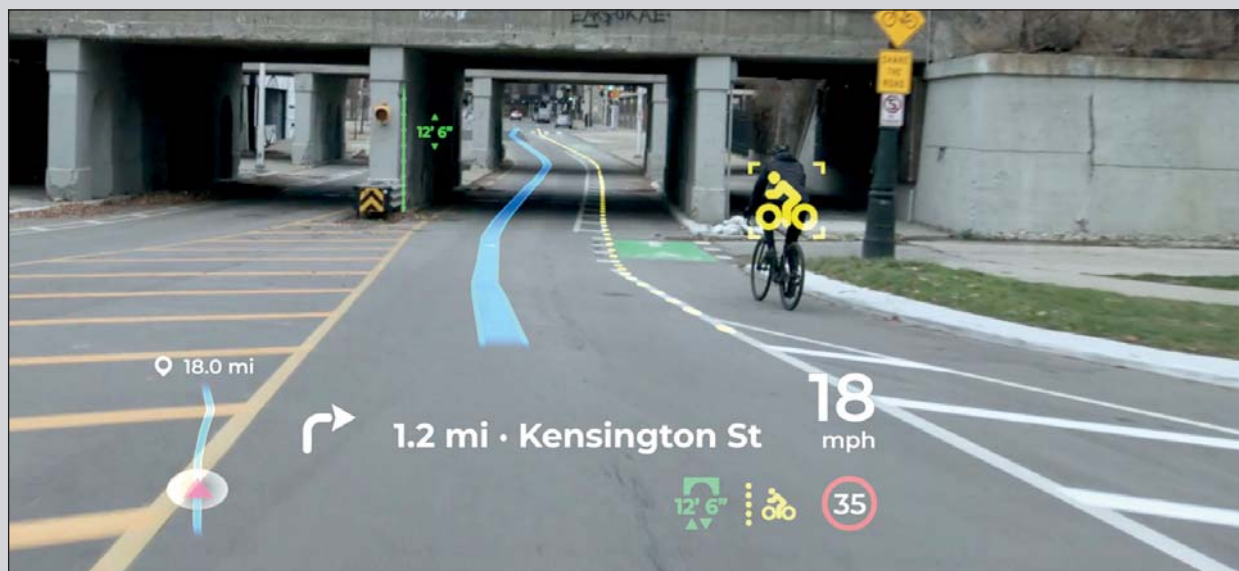 SHARE
THE
ROAD
12' 6"
18.0 mi
18
mph
1.2 mi · Kensington St
12' 6"
35